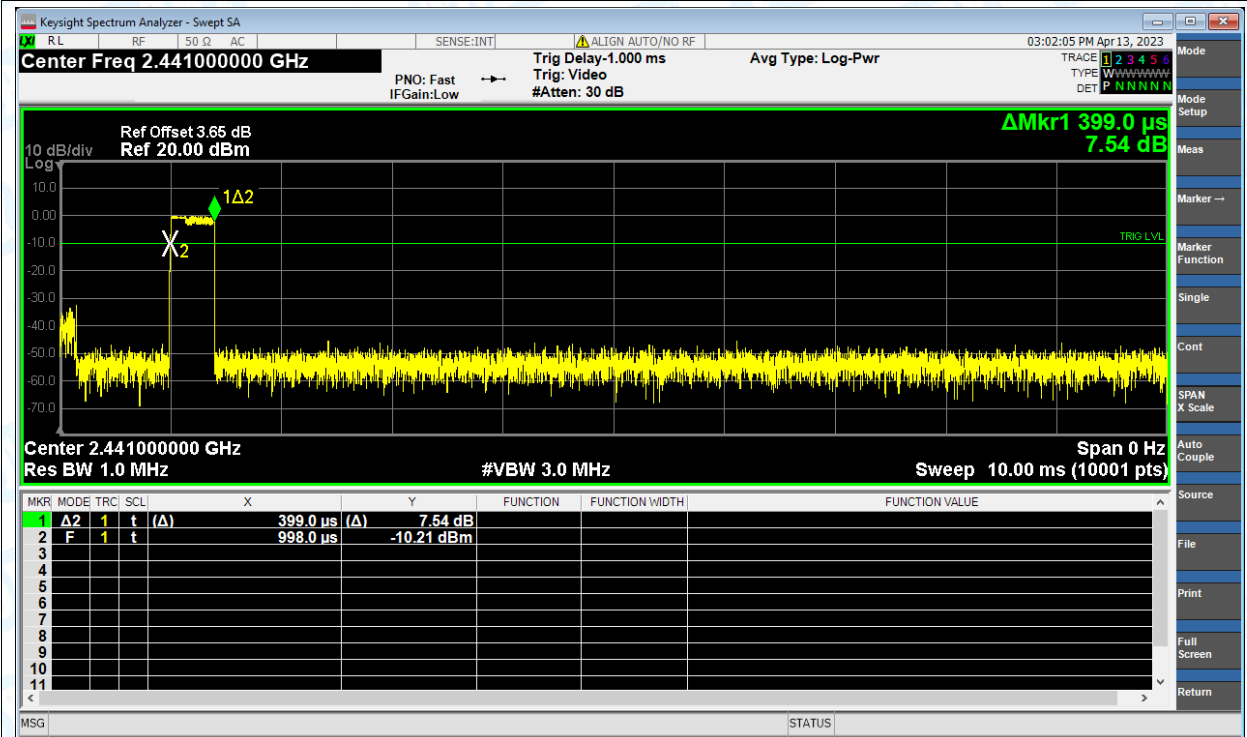 Keysight Spectrum Analyzer - Swept SA
LXI RL RF 50 Ω AC SENSE:INT ALIGN AUTO/NO RF 03:02:05 PM Apr 13, 2023
Center Freq 2.441000000 GHz
PNO: Fast
IFGain:Low
Trig Delay-1.000 ms
Trig: Video
#Atten: 30 dB
Avg Type: Log-Pwr
TRACE 1 2 3 4 5 6
TYPE WWWWWW
DET P N N N N N
ΔMkr1 399.0 µs
7.54 dB
Ref Offset 3.65 dB
10 dB/div Ref 20.00 dBm
Log
10.0
0.00
-10.0
-20.0
-30.0
-40.0
-50.0
-60.0
-70.0
1Δ2
X2
TRIG LVL
Center 2.441000000 GHz Span 0 Hz
Res BW 1.0 MHz #VBW 3.0 MHz Sweep 10.00 ms (10001 pts)
MKR MODE TRC SCL X Y FUNCTION FUNCTION WIDTH FUNCTION VALUE
1 Δ2 1 t (Δ) 399.0 µs (Δ) 7.54 dB
2 F 1 t 998.0 µs -10.21 dBm
3
4
5
6
7
8
9
10
11
MSG STATUS
Mode
Mode Setup
Meas
Marker→
Marker Function
Single
Cont
SPAN X Scale
Auto Couple
Source
File
Print
Full Screen
Return